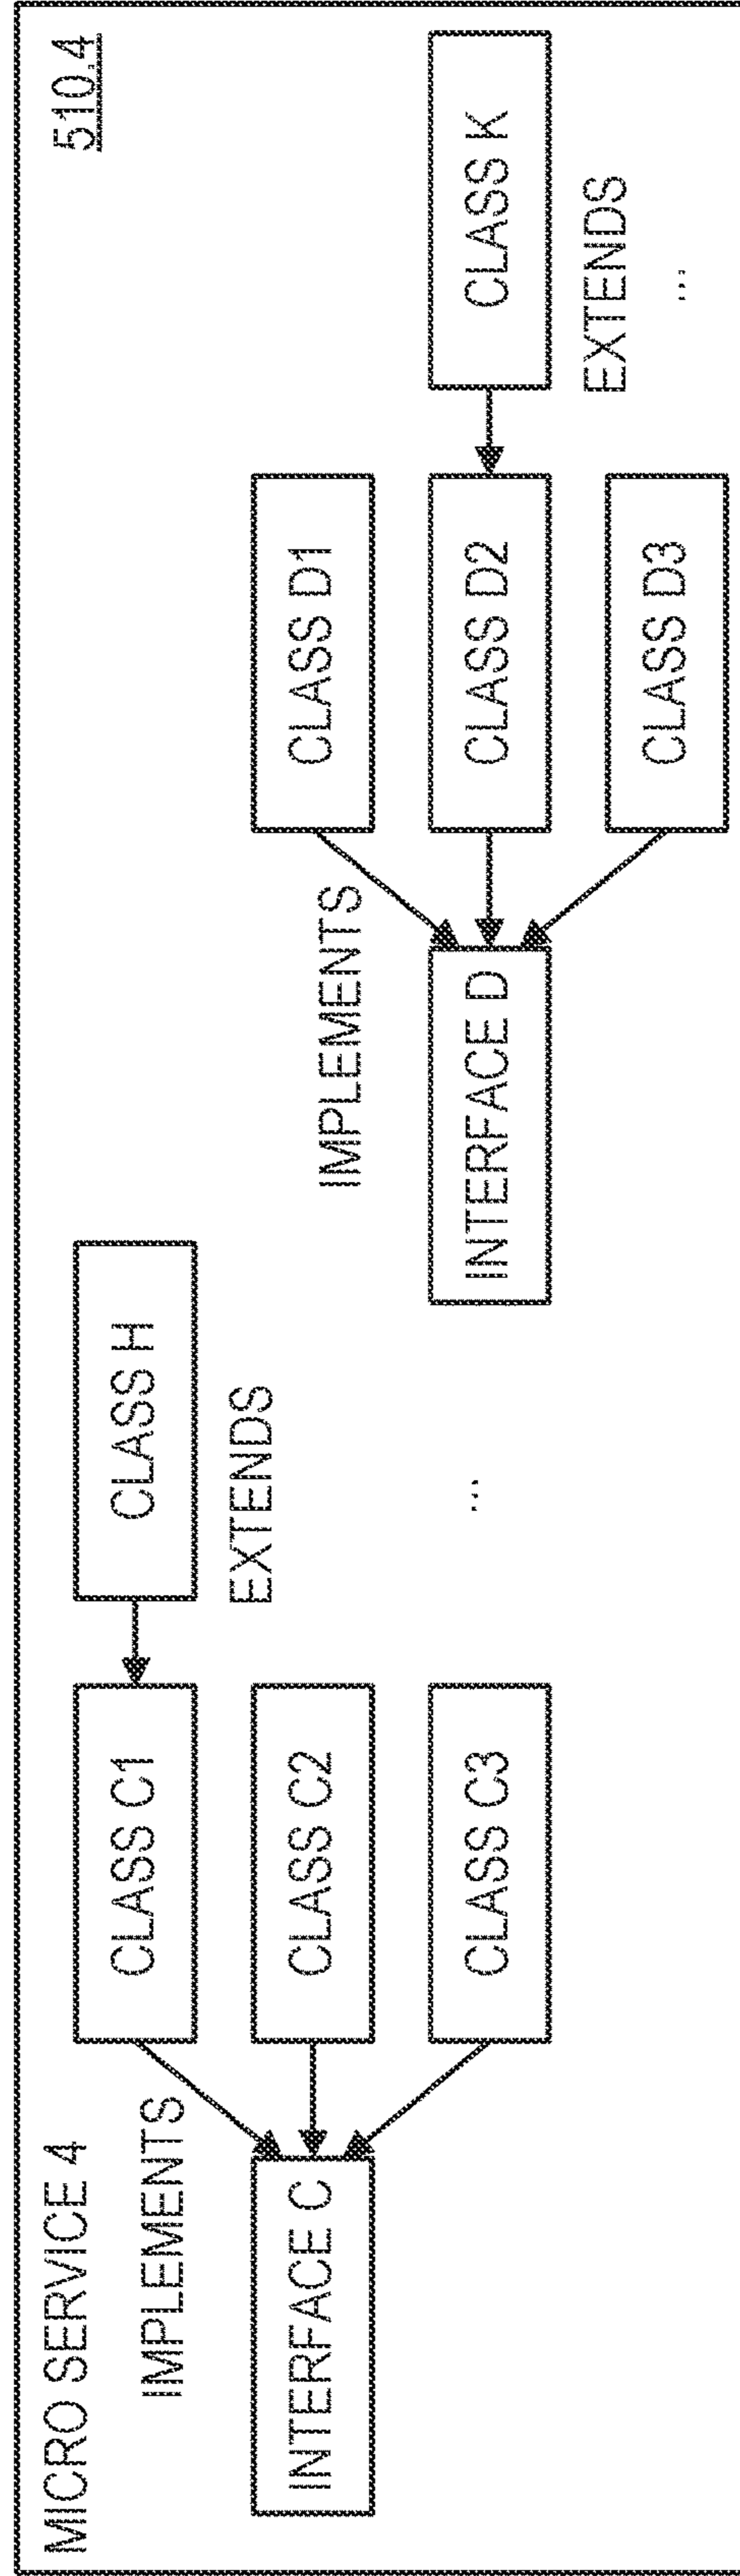 MICRO SERVICE 4
510.4
IMPLEMENTS
INTERFACE C
CLASS C1
CLASS C2
CLASS C3
CLASS H
EXTENDS
...
IMPLEMENTS
INTERFACE D
CLASS D1
CLASS D2
CLASS D3
CLASS K
EXTENDS
...